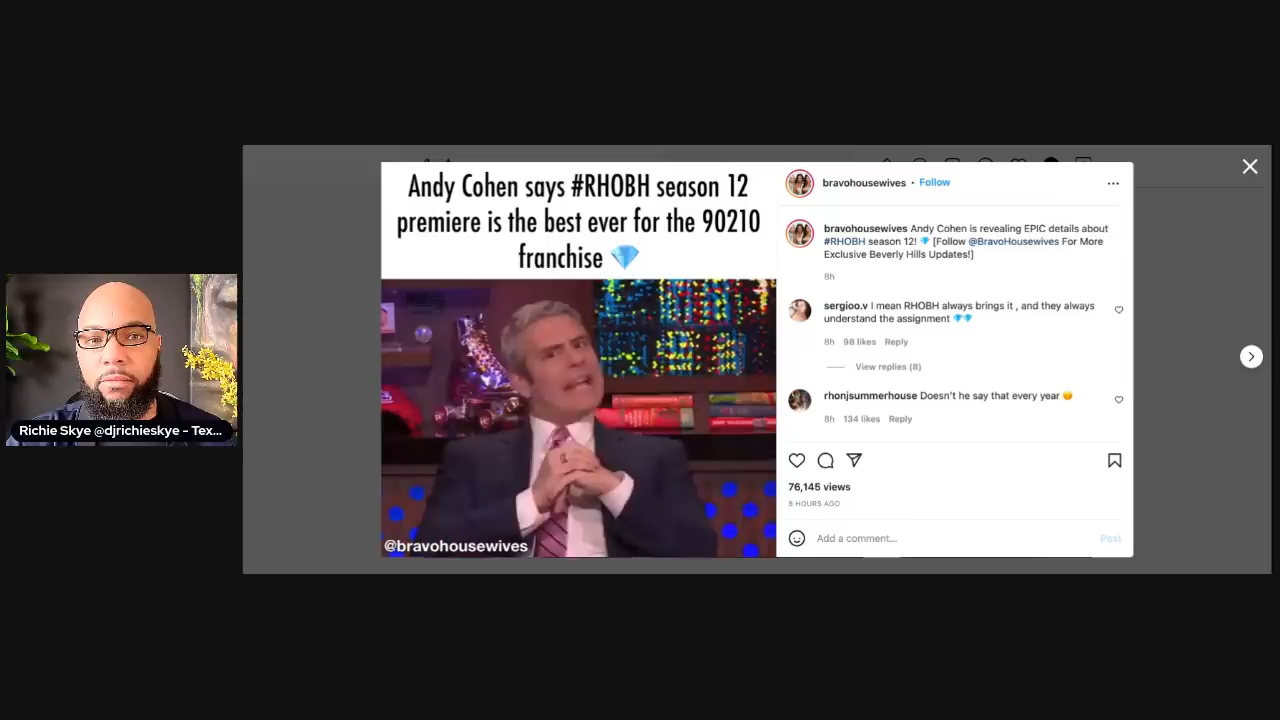 Andy Cohen says #RHOBH season 12
premiere is the best ever for the 90210
franchise 💎
@bravohousewives
bravohousewives • Follow
bravohousewives Andy Cohen is revealing EPIC details about
#RHOBH season 12! 💎 [Follow @BravoHousewives For More
Exclusive Beverly Hills Updates!]
8h
sergioo.v I mean RHOBH always brings it , and they always
understand the assignment 💎💎
8h 98 likes Reply
View replies (8)
rhonjsummerhouse Doesn't he say that every year 😏
8h 134 likes Reply
76,145 views
8 HOURS AGO
Add a comment...
Post
Richie Skye @djrichieskye - Tex...